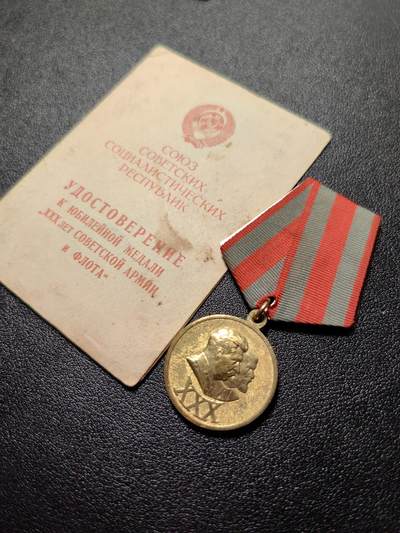 СОЮЗ
СОВЕТСКИХ
СОЦИАЛИСТИЧЕСКИХ
РЕСПУБЛИК
УДОСТОВЕРЕНИЕ
К ЮБИЛЕЙНОЙ МЕДАЛИ
„XXX ЛЕТ СОВЕТСКОЙ АРМИИ
И ФЛОТА“
XXX